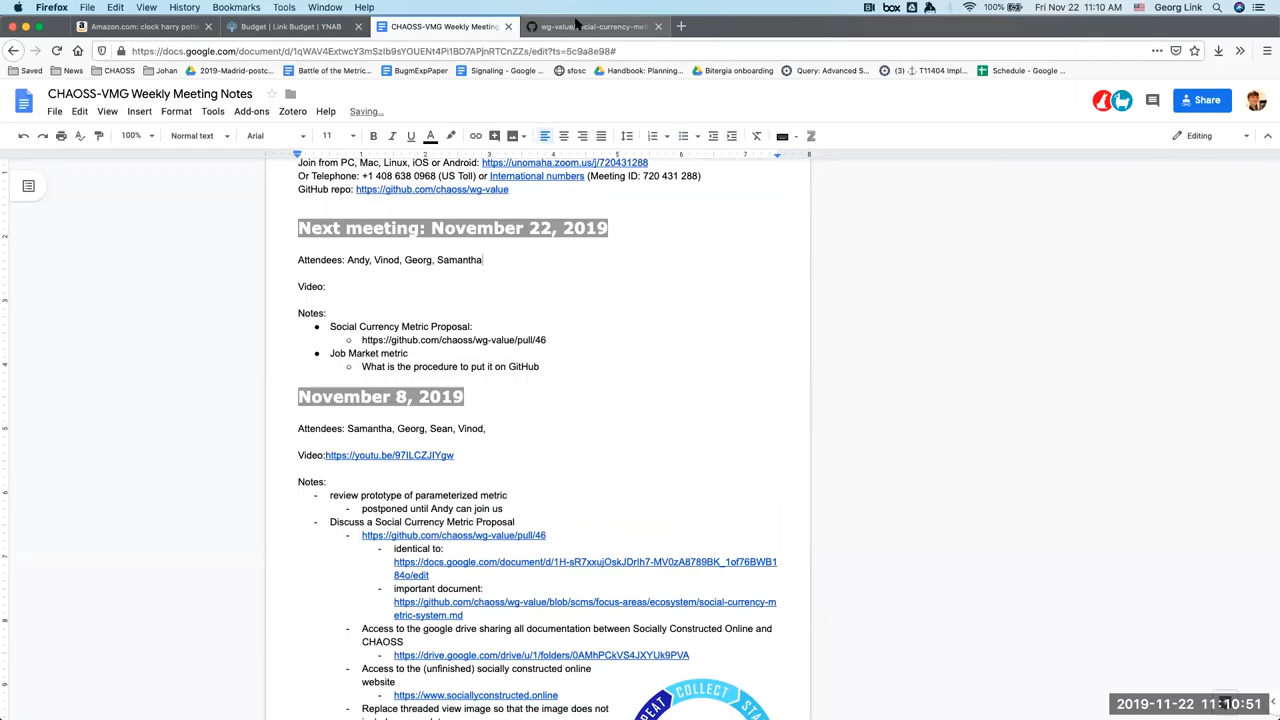 Firefox File Edit View History Bookmarks Tools Window Help box 100% Fri Nov 22 11:10 AM Georg Link
Amazon.com: clock harry pott Budget | Link Budget | YNAB CHAOSS-VMG Weekly Meeting wg-value/social-currency-met
https://docs.google.com/document/d/1qWAV4ExtwcY3mSzIb9sYOUENt4Pi1BD7APjnRTCnZZs/edit?ts=5c9a8e98#
Saved News CHAOSS Johan 2019-Madrid-postc... Battle of the Metric... BugmExpPaper Signaling - Google ... sfosc Handbook: Planning... Bitergia onboarding Query: Advanced S... (3) T11404 Impl... Schedule - Google ...
CHAOSS-VMG Weekly Meeting Notes
File Edit View Insert Format Tools Add-ons Zotero Help Saving...
Share
100% Normal text Arial 11 B I U A Z Editing
Join from PC, Mac, Linux, iOS or Android: https://unomaha.zoom.us/j/720431288
Or Telephone: +1 408 638 0968 (US Toll) or International numbers (Meeting ID: 720 431 288)
GitHub repo: https://github.com/chaoss/wg-value
Next meeting: November 22, 2019
Attendees: Andy, Vinod, Georg, Samantha
Video:
Notes:
● Social Currency Metric Proposal:
○ https://github.com/chaoss/wg-value/pull/46
● Job Market metric
○ What is the procedure to put it on GitHub
November 8, 2019
Attendees: Samantha, Georg, Sean, Vinod,
Video:https://youtu.be/97ILCZJIYgw
Notes:
- review prototype of parameterized metric
- postponed until Andy can join us
- Discuss a Social Currency Metric Proposal
- https://github.com/chaoss/wg-value/pull/46
- identical to:
https://docs.google.com/document/d/1H-sR7xxujOskJDrIh7-MV0zA8789BK_1of76BWB1
84o/edit
- important document:
https://github.com/chaoss/wg-value/blob/scms/focus-areas/ecosystem/social-currency-m
etric-system.md
- Access to the google drive sharing all documentation between Socially Constructed Online and
CHAOSS
- https://drive.google.com/drive/u/1/folders/0AMhPCkVS4JXYUk9PVA
- Access to the (unfinished) socially constructed online
website
- https://www.sociallyconstructed.online
- Replace threaded view image so that the image does not
COLLECT
2019-11-22 11:10:51